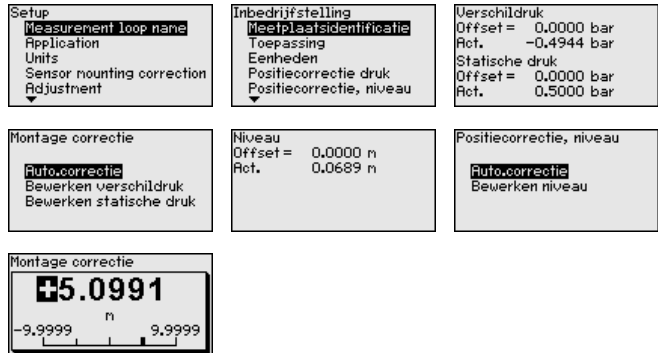 Setup
Measurement loop name
Application
Units
Sensor mounting correction
Adjustment
Inbedrijfstelling
Meetplaatsidentificatie
Toepassing
Eenheden
Positiecorrectie druk
Positiecorrectie, niveau
Verschildruk
Offset = 0.0000 bar
Act. -0.4944 bar
Statische druk
Offset = 0.0000 bar
Act. 0.5000 bar
Montage correctie
Auto.correctie
Bewerken verschildruk
Bewerken statische druk
Niveau
Offset = 0.0000 m
Act. 0.0689 m
Positiecorrectie, niveau
Auto.correctie
Bewerken niveau
Montage correctie
+5.0991
m
-9.9999 9.9999